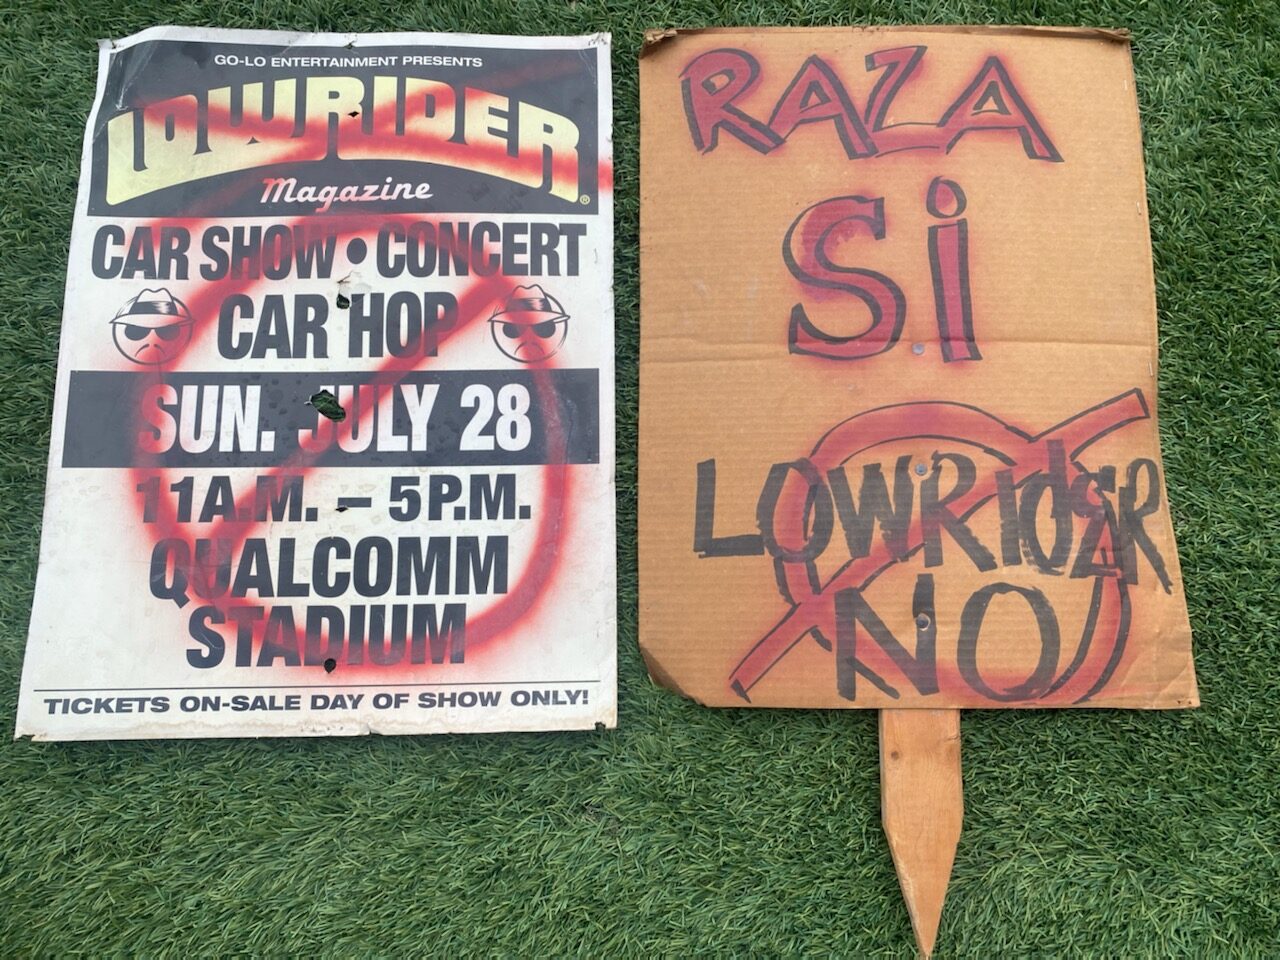 GO-LO ENTERTAINMENT PRESENTS
LOWRIDER
Magazine
CAR SHOW • CONCERT
CAR HOP
SUN. JULY 28
11A.M. – 5P.M.
QUALCOMM
STADIUM
TICKETS ON-SALE DAY OF SHOW ONLY!
RAZA
Si
LOWRidER
NO